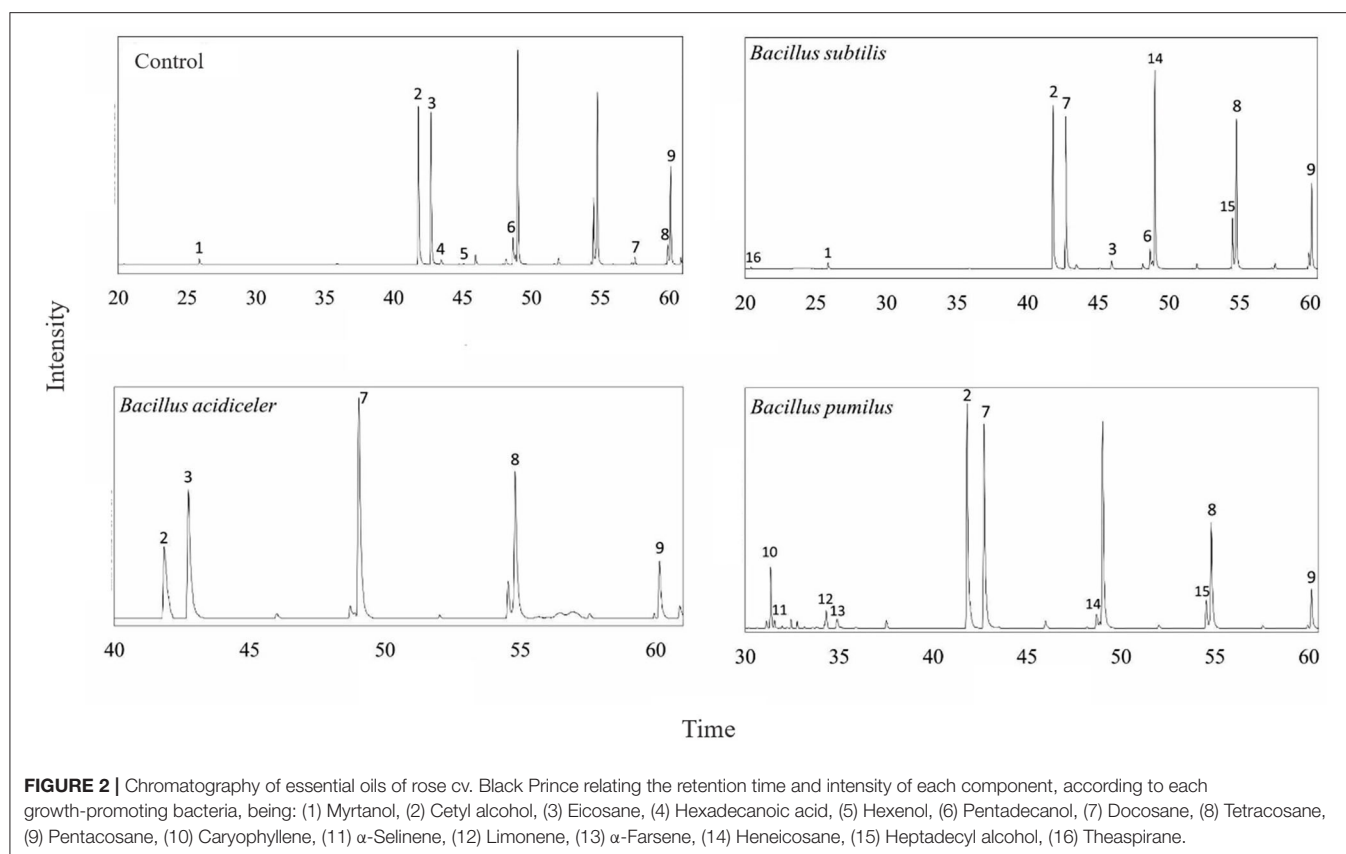 Control
1
2
3
4
5
6
7
8
9
20 25 30 35 40 45 50 55 60
Bacillus subtilis
16
1
2
7
3
6
14
15
8
9
20 25 30 35 40 45 50 55 60
Intensity
Bacillus acidiceler
2
3
7
8
9
40 45 50 55 60
Bacillus pumilus
10
11
12
13
2
7
14
15
8
9
30 35 40 45 50 55 60
Time
FIGURE 2 | Chromatography of essential oils of rose cv. Black Prince relating the retention time and intensity of each component, according to each
growth-promoting bacteria, being: (1) Myrtanol, (2) Cetyl alcohol, (3) Eicosane, (4) Hexadecanoic acid, (5) Hexenol, (6) Pentadecanol, (7) Docosane, (8) Tetracosane,
(9) Pentacosane, (10) Caryophyllene, (11) α-Selinene, (12) Limonene, (13) α-Farsene, (14) Heneicosane, (15) Heptadecyl alcohol, (16) Theaspirane.